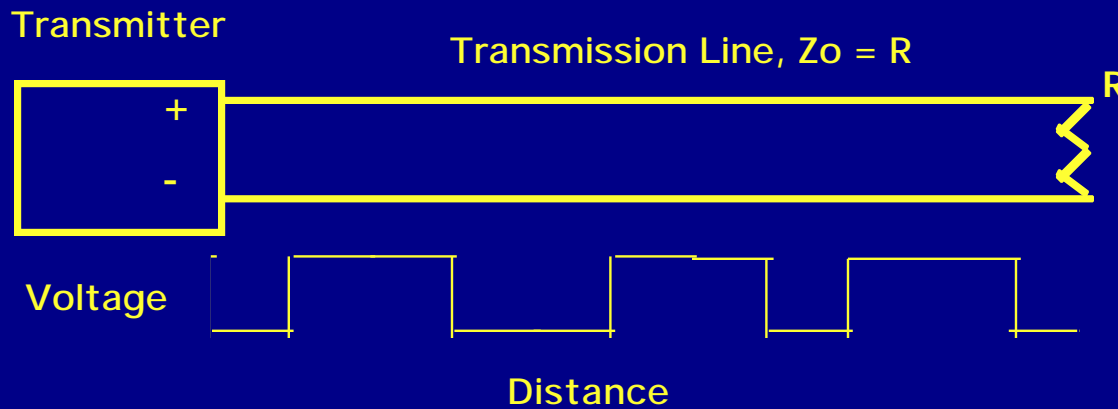 Transmitter
Transmission Line, Zo = R
R
+
-
Voltage
Distance